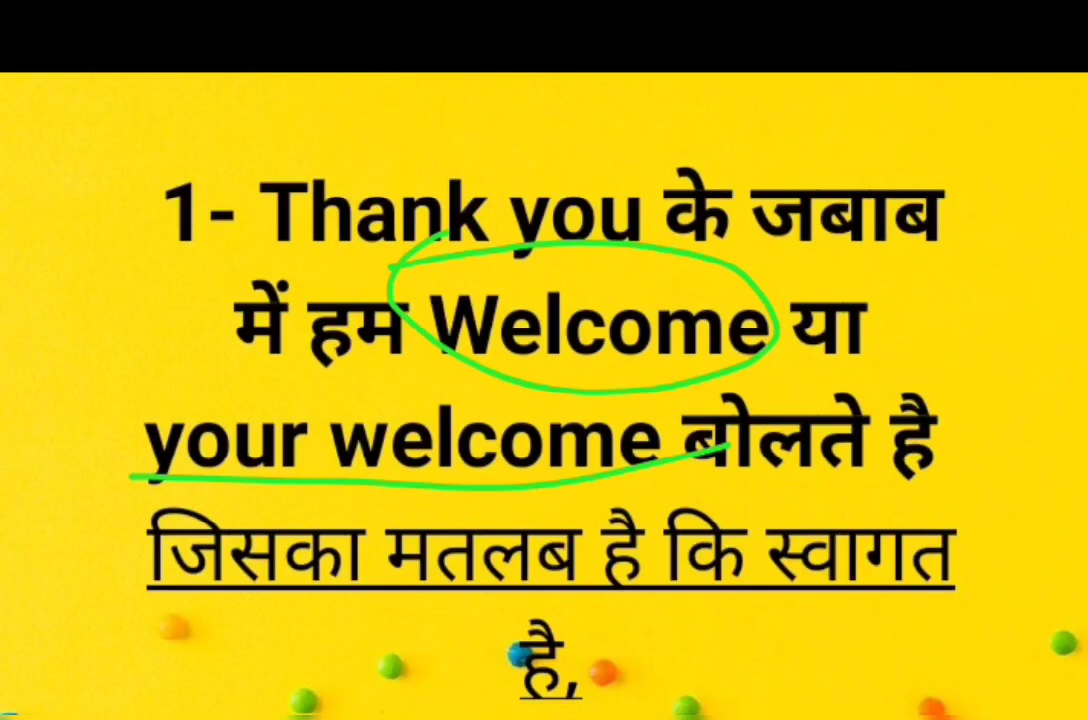 1- Thank you के जबाब
में हम Welcome या
your welcome बोलते है
जिसका मतलब है कि स्वागत
है,